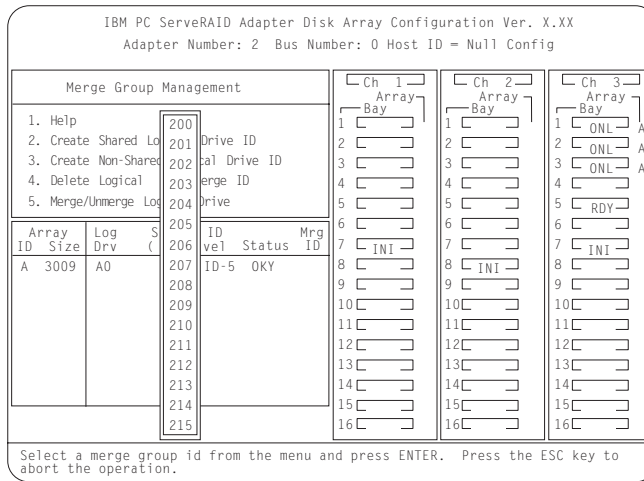 IBM PC ServeRAID Adapter Disk Array Configuration Ver. X.XX
Adapter Number: 2 Bus Number: 0 Host ID = Null Config
Merge Group Management
1. Help
2. Create Shared Lo Drive ID
3. Create Non-Share cal Drive ID
4. Delete Logical erge ID
5. Merge/Unmerge Log Drive
200
201
202
203
204
205
206
207
208
209
210
211
212
213
214
215
Array Log S ID Mrg
ID Size Drv ( vel Status ID
A 3009 A0 ID-5 OKY
Ch 1
Array
Bay
1
2
3
4
5
6
7 INI
8
9
10
11
12
13
14
15
16
Ch 2
Array
Bay
1
2
3
4
5
6
7
8 INI
9
10
11
12
13
14
15
16
Ch 3
Array
Bay
1 ONL A
2 ONL A
3 ONL A
4
5 RDY
6
7 INI
8
9
10
11
12
13
14
15
16
Select a merge group id from the menu and press ENTER. Press the ESC key to
abort the operation.